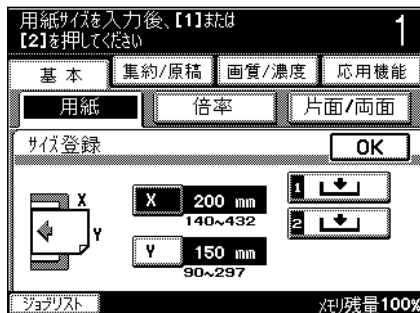 用紙ｻｲｽﾞを入力後、[1]または
[2]を押してください
1
基本
集約/原稿
画質/濃度
応用機能
用紙
倍率
片面/両面
ｻｲｽﾞ登録
OK
X
Y
X
200 mm
140~432
Y
150 mm
90~297
1
2
ｼﾞｮﾌﾞﾘｽﾄ
ﾒﾓﾘ残量100%